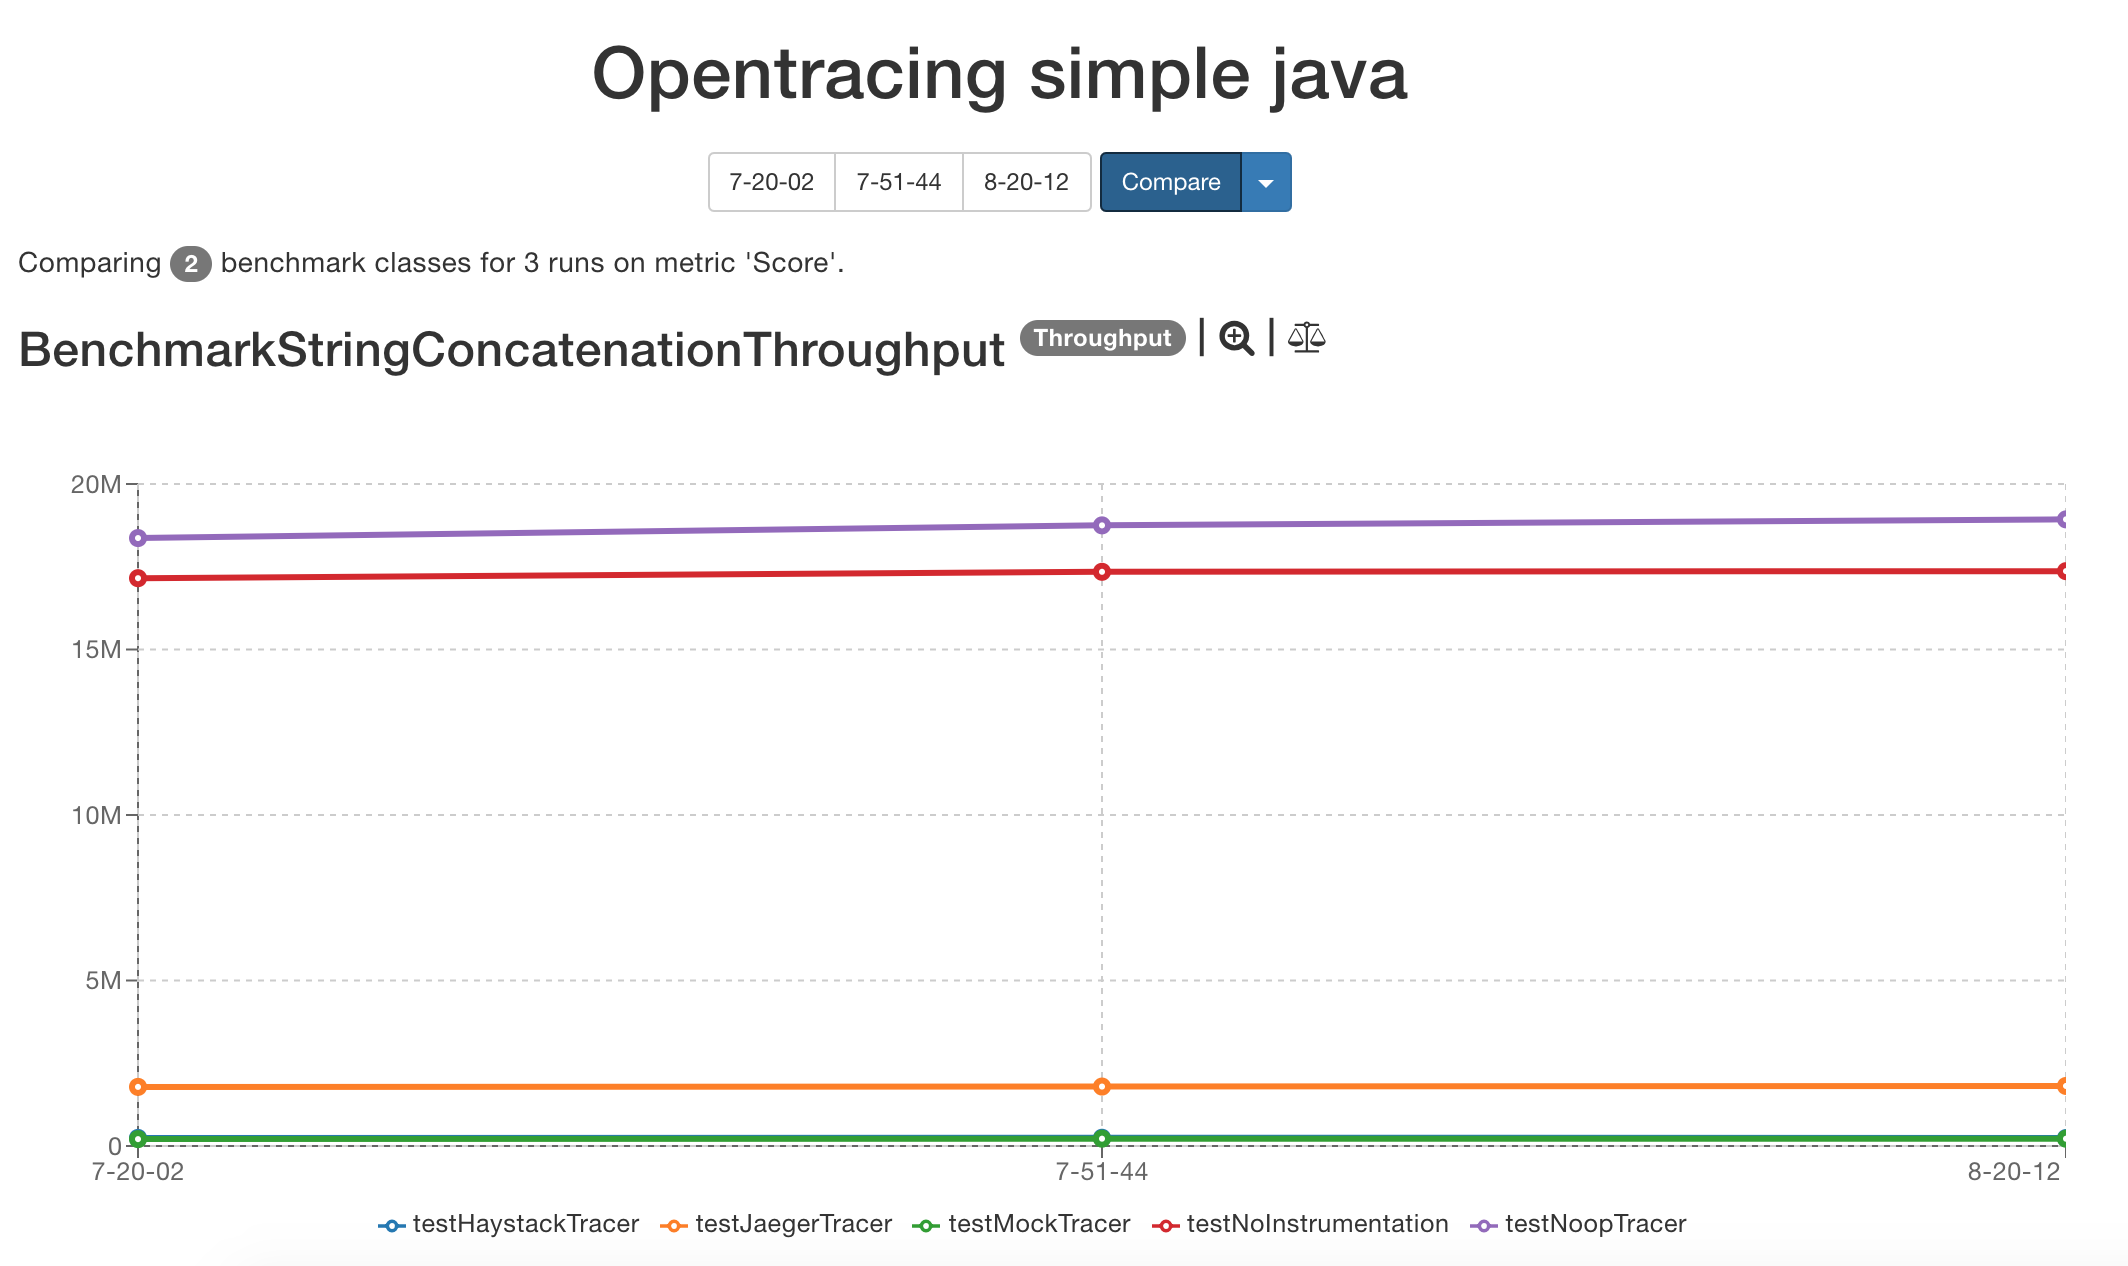 Opentracing simple java
7-20-02 7-51-44 8-20-12 Compare
Comparing 2 benchmark classes for 3 runs on metric 'Score'.
BenchmarkStringConcatenationThroughput Throughput
20M
15M
10M
5M
0
7-20-02 7-51-44 8-20-12
testHaystackTracer testJaegerTracer testMockTracer testNoInstrumentation testNoopTracer